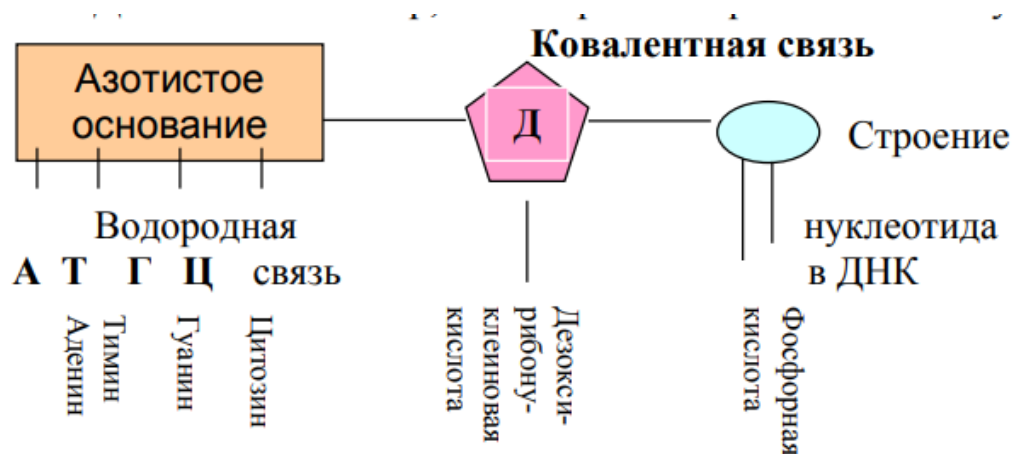 Ковалентная связь
Азотистое
основание
Д
Строение
Водородная
нуклеотида
А Т Г Ц связь
в ДНК
Аденин
Тимин
Гуанин
Цитозин
Дезокси-
рибону-
клеиновая
кислота
Фосфорная
кислота